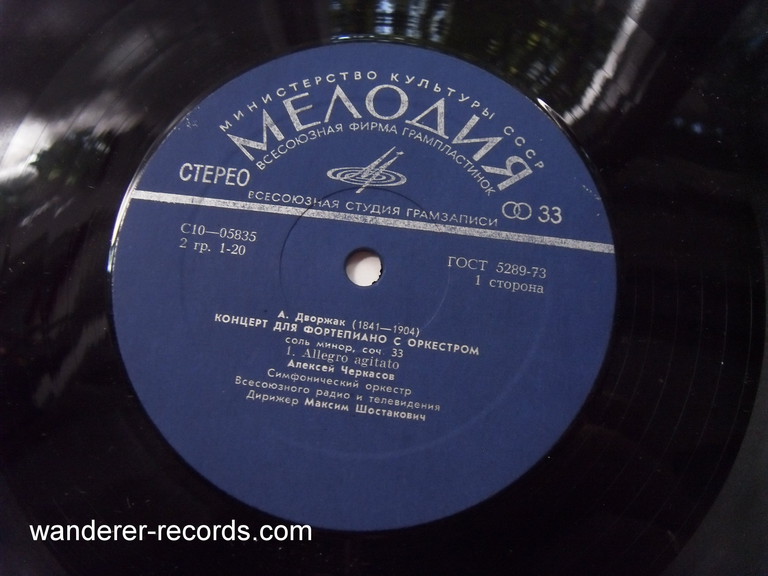 МИНИСТЕРСТВО КУЛЬТУРЫ СССР
МЕЛОДИЯ
ВСЕСОЮЗНАЯ ФИРМА ГРАМПЛАСТИНОК
СТЕРЕО
33
ВСЕСОЮЗНАЯ СТУДИЯ ГРАМЗАПИСИ
С10—05835
2 гр. 1-20
ГОСТ 5289-73
1 сторона
А. Дворжак (1841—1904)
КОНЦЕРТ ДЛЯ ФОРТЕПИАНО С ОРКЕСТРОМ
соль минор, соч. 33
1. Allegro agitato
Алексей Черкасов
Симфонический оркестр
Всесоюзного радио и телевидения
Дирижер Максим Шостакович
wanderer-records.com